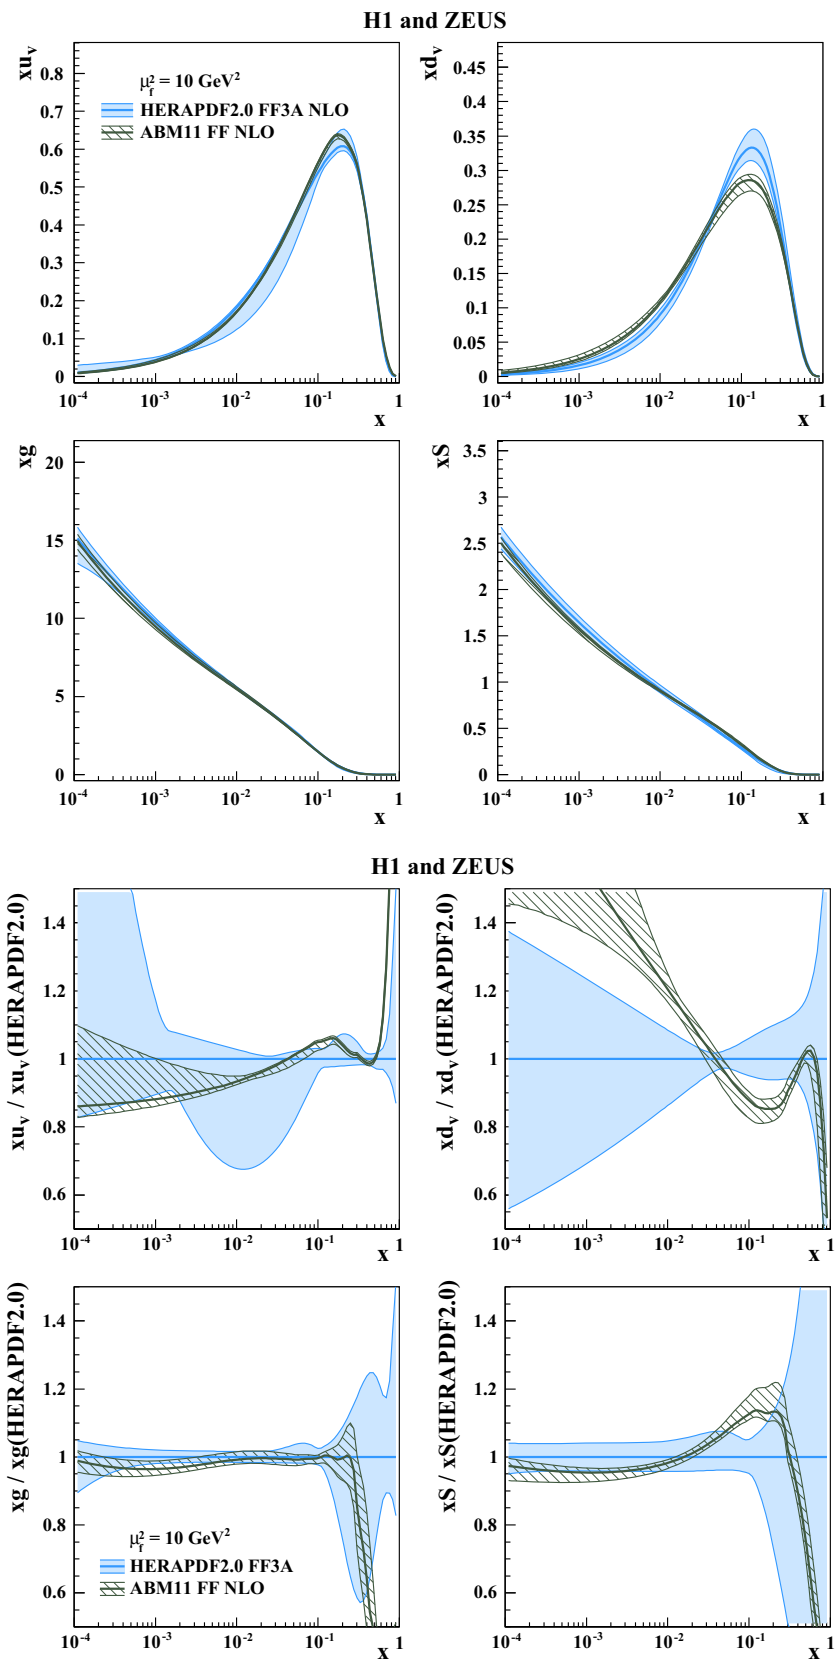 H1 and ZEUS
xu_v
0.8
0.7
0.6
0.5
0.4
0.3
0.2
0.1
0
μ_f^2 = 10 GeV^2
HERAPDF2.0 FF3A NLO
ABM11 FF NLO
10^-4 10^-3 10^-2 10^-1 1
x
xd_v
0.45
0.4
0.35
0.3
0.25
0.2
0.15
0.1
0.05
0
10^-4 10^-3 10^-2 10^-1 1
x
xg
20
15
10
5
0
10^-4 10^-3 10^-2 10^-1 1
x
xS
3.5
3
2.5
2
1.5
1
0.5
0
10^-4 10^-3 10^-2 10^-1 1
x
H1 and ZEUS
xu_v / xu_v(HERAPDF2.0)
1.4
1.2
1
0.8
0.6
10^-4 10^-3 10^-2 10^-1 1
x
xd_v / xd_v(HERAPDF2.0)
1.4
1.2
1
0.8
0.6
10^-4 10^-3 10^-2 10^-1 1
x
xg / xg(HERAPDF2.0)
1.4
1.2
1
0.8
0.6
μ_f^2 = 10 GeV^2
HERAPDF2.0 FF3A
ABM11 FF NLO
10^-4 10^-3 10^-2 10^-1 1
x
xS / xS(HERAPDF2.0)
1.4
1.2
1
0.8
0.6
10^-4 10^-3 10^-2 10^-1 1
x